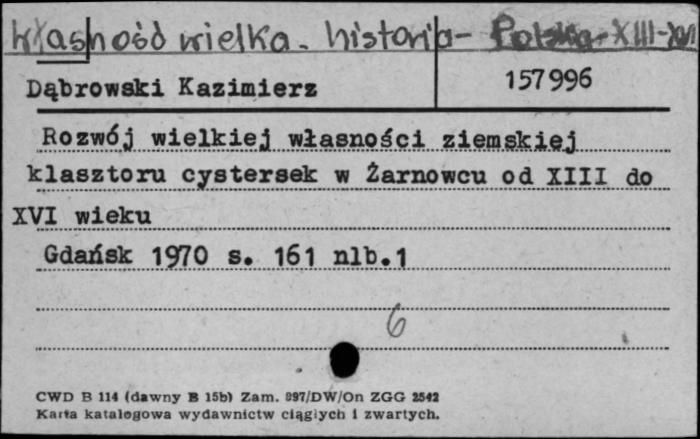 własność wielka - historia - Polska - XIII-XVI
Dąbrowski Kazimierz
157996
Rozwój wielkiej własności ziemskiej
klasztoru cystersek w Żarnowcu od XIII do
XVI wieku
Gdańsk 1970 s. 161 nlb.1
6
CWD B 114 (dawny B 15b) Zam. 997/DW/On ZGG 2542
Karta katalogowa wydawnictw ciągłych i zwartych.